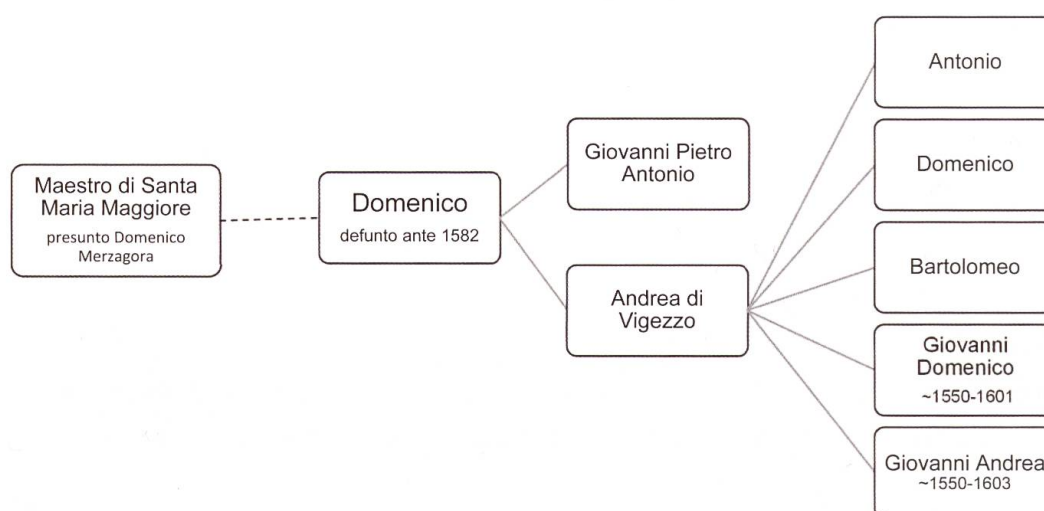 Maestro di Santa
Maria Maggiore
presunto Domenico
Merzagora
Domenico
defunto ante 1582
Giovanni Pietro
Antonio
Andrea di
Vigezzo
Antonio
Domenico
Bartolomeo
Giovanni
Domenico
~1550-1601
Giovanni Andrea
~1550-1603